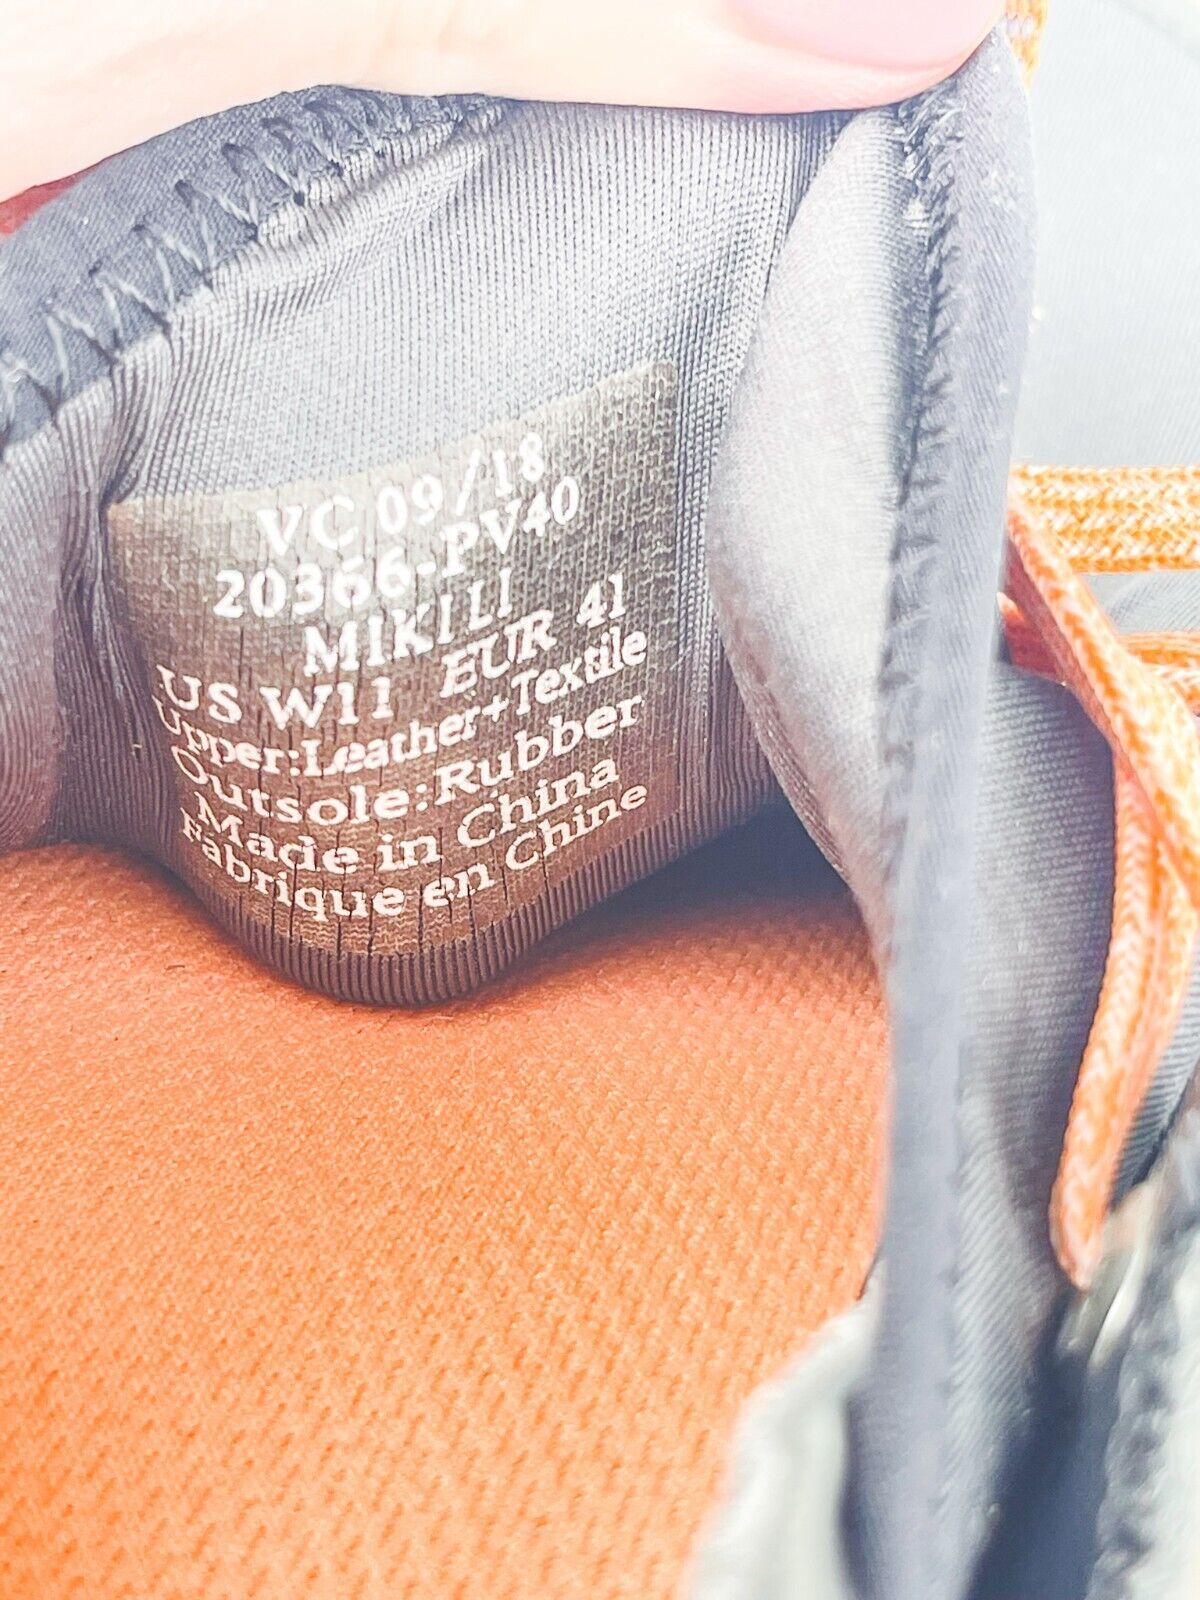 VC 09/18
20366-PV40
MIKILI
US W11 EUR 41
Upper:Leather+Textile
Outsole:Rubber
Made in China
Fabrique en Chine